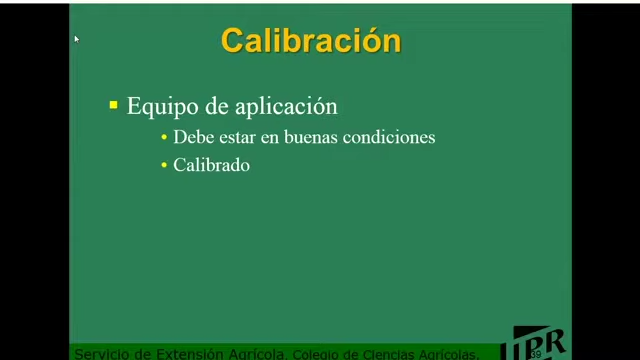 Calibración
Equipo de aplicación
Debe estar en buenas condiciones
Calibrado
UPR
39
Servicio de Extensión Agrícola, Colegio de Ciencias Agrícolas,